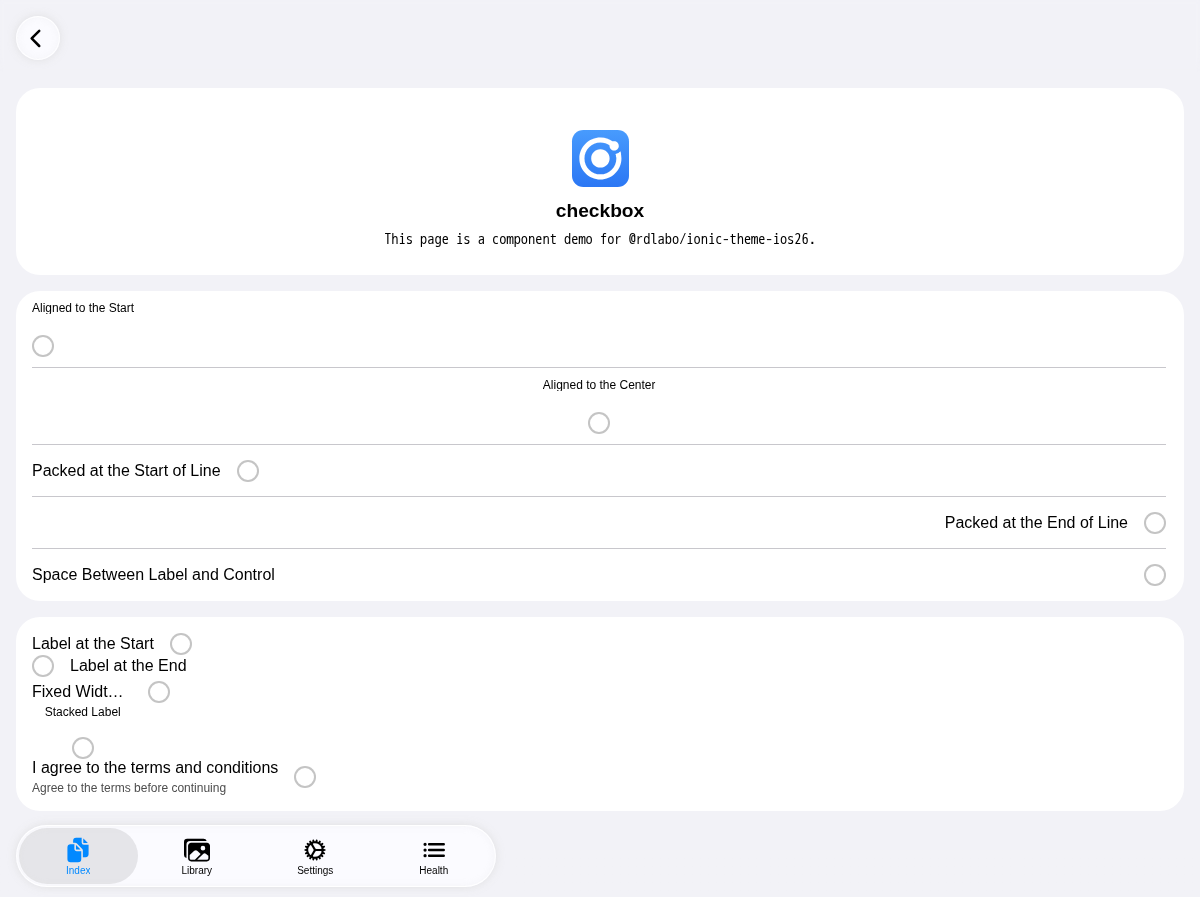 checkbox
This page is a component demo for @rdlabo/ionic-theme-ios26.
Aligned to the Start
Aligned to the Center
Packed at the Start of Line
Packed at the End of Line
Space Between Label and Control
Label at the Start
Label at the End
Fixed Widt…
Stacked Label
I agree to the terms and conditions
Agree to the terms before continuing
Index
Library
Settings
Health